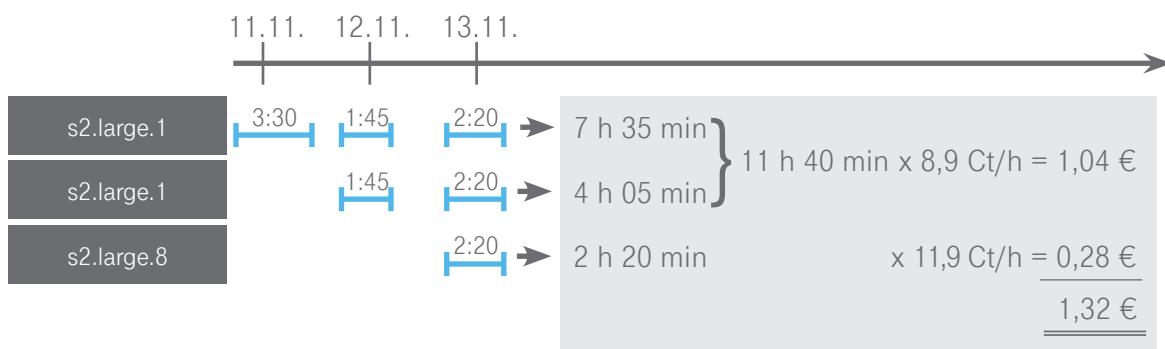 11.11. 12.11. 13.11.
s2.large.1 3:30 1:45 2:20 7 h 35 min
11 h 40 min x 8,9 Ct/h = 1,04 €
s2.large.1 1:45 2:20 4 h 05 min
s2.large.8 2:20 2 h 20 min x 11,9 Ct/h = 0,28 €
1,32 €